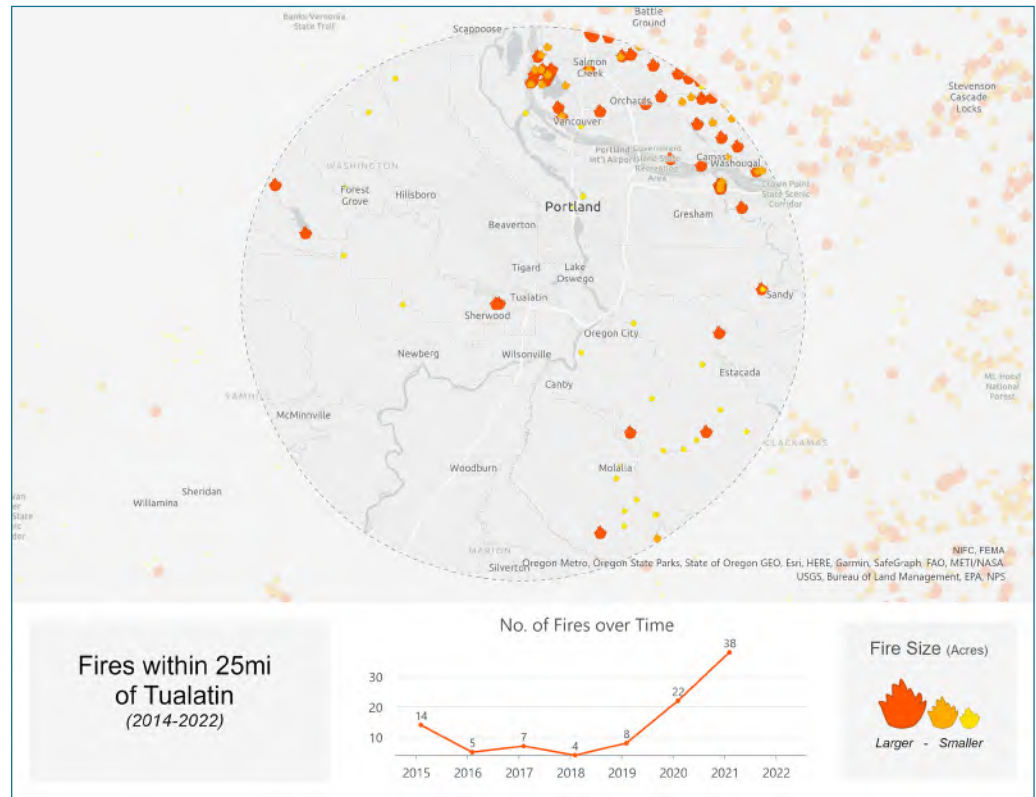 Banks/Vernonia
State Trail
Scappoose
Battle
Ground
Salmon
Creek
Stevenson
Cascade
Locks
Orchards
Vancouver
WASHINGTON
Portland
Int'l Airport
Government
Island State
Recreation
Area
Camas
Washougal
Crown Point
State Scenic
Corridor
Forest
Grove
Hillsboro
Portland
Gresham
Beaverton
Tigard
Lake
Oswego
Tualatin
Sherwood
Sandy
Oregon City
Newberg
Wilsonville
Estacada
Canby
Mt. Hood
National
Forest
YAMHILL
McMinnville
CLACKAMAS
Woodburn
Molalla
Sheridan
Willamina
State
MARION
Silverton
NIFC, FEMA
Oregon Metro, Oregon State Parks, State of Oregon GEO, Esri, HERE, Garmin, SafeGraph, FAO, METI/NASA,
USGS, Bureau of Land Management, EPA, NPS
Fires within 25mi
of Tualatin
(2014-2022)
No. of Fires over Time
30
20
10
14
5
7
4
8
22
38
2015 2016 2017 2018 2019 2020 2021 2022
Fire Size (Acres)
Larger - Smaller